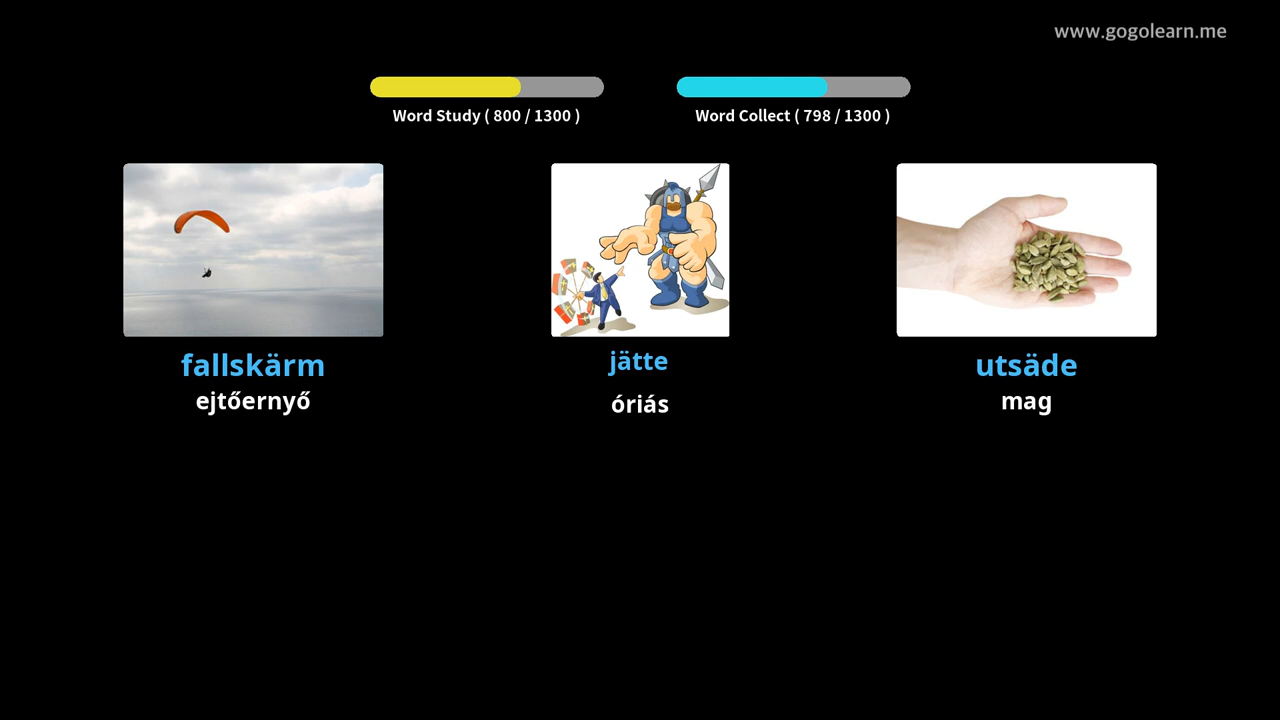 www.gogolearn.me
Word Study ( 800 / 1300 )
Word Collect ( 798 / 1300 )
fallskärm
ejtőernyő
jätte
óriás
utsäde
mag